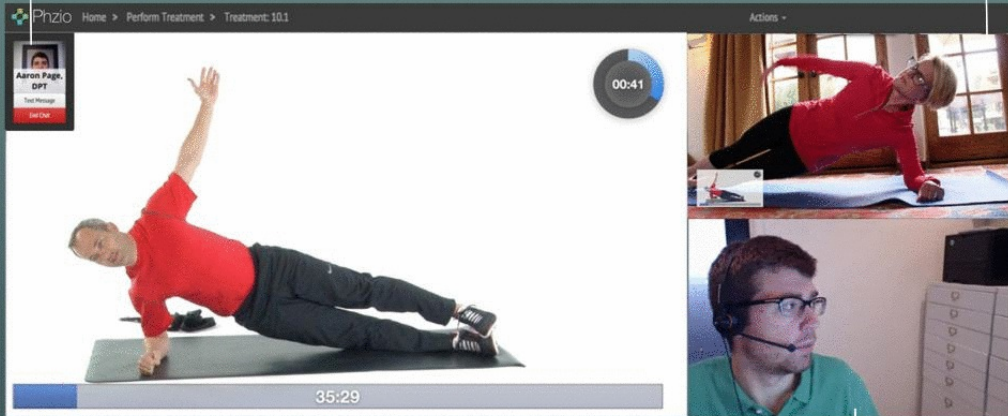 Phzio
Home > Perform Treatment > Treatment: 10.1
Actions
Aaron Page,
DPT
Text Message
End Chat
00:41
35:29